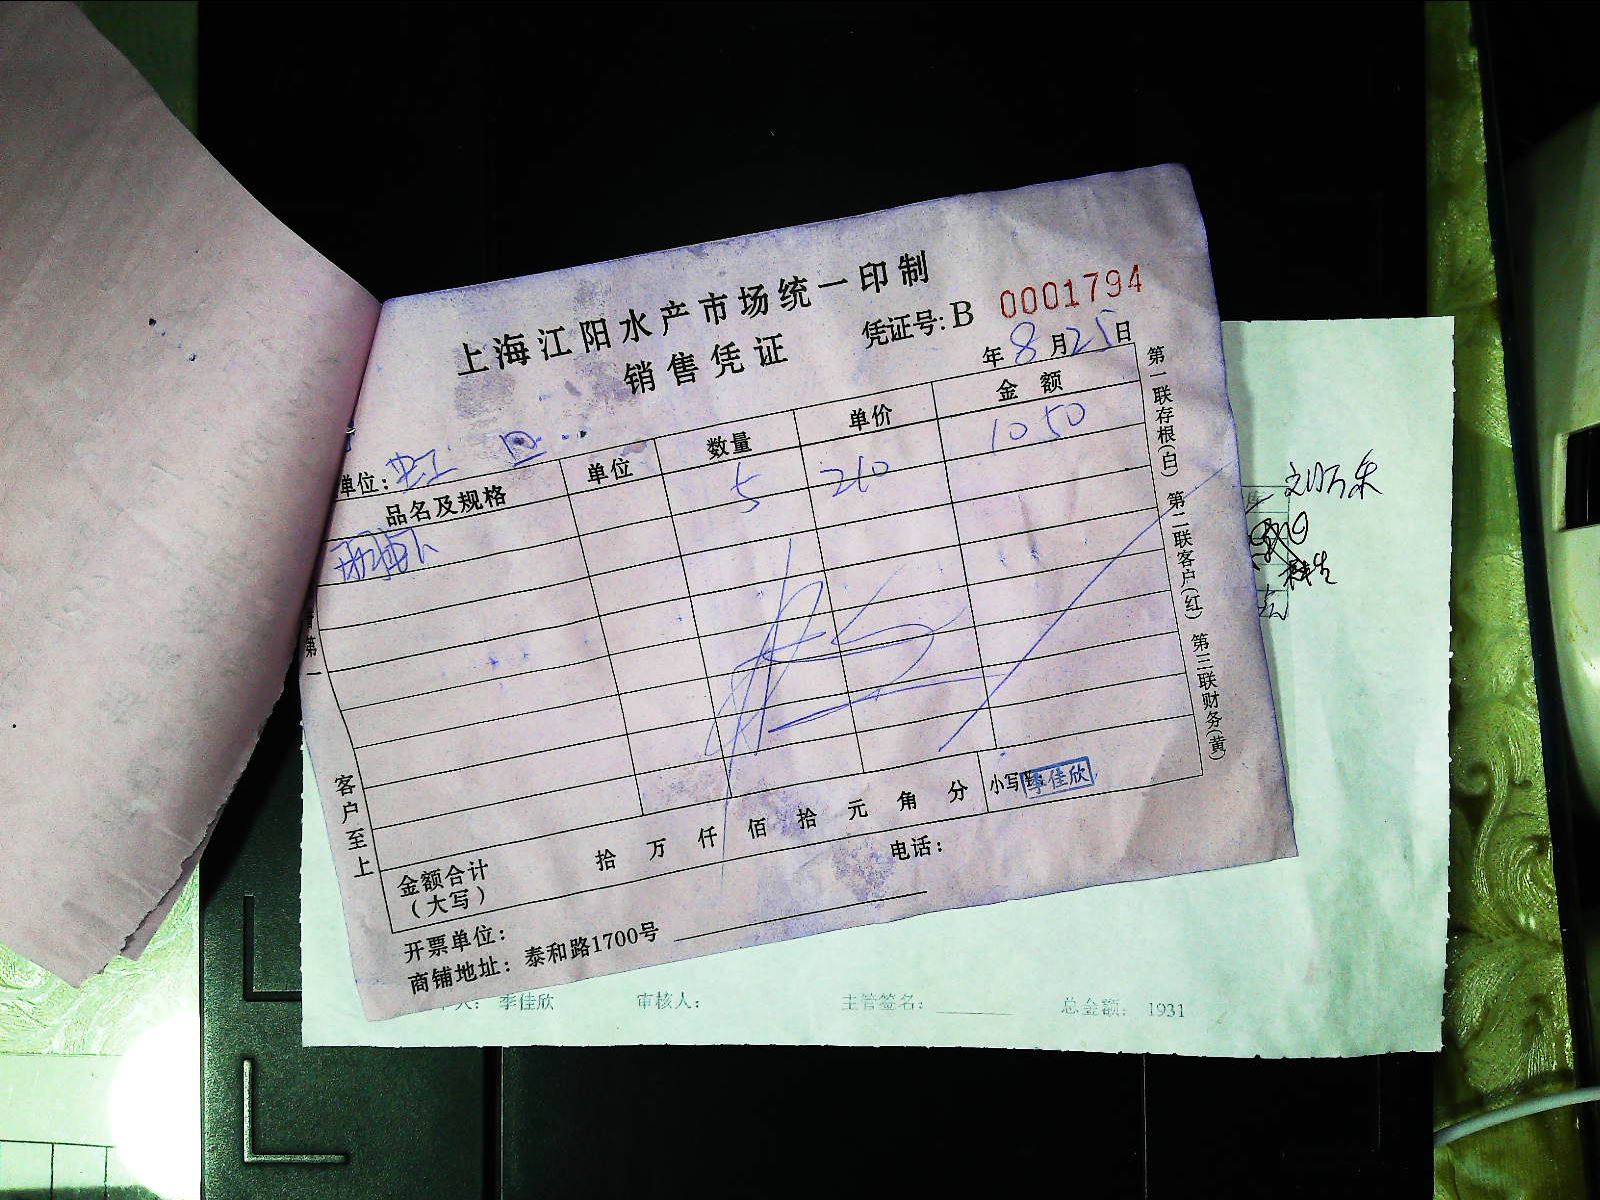 上海江阳水产市场统一印制
销售凭证
凭证号:B 0001794
年 8 月 25 日
单位: 虹
品名及规格 单位 数量 单价 金额
5 210 1050
第一联存根(白) 第二联客户(红) 第三联财务(黄)
第一
客户至上
金额合计
(大写)
拾 万 仟 佰 拾 元 角 分 小写
李佳欣
开票单位:
电话:
商铺地址: 泰和路1700号
人: 李佳欣 审核人: 主管签名: 总金额: 1931